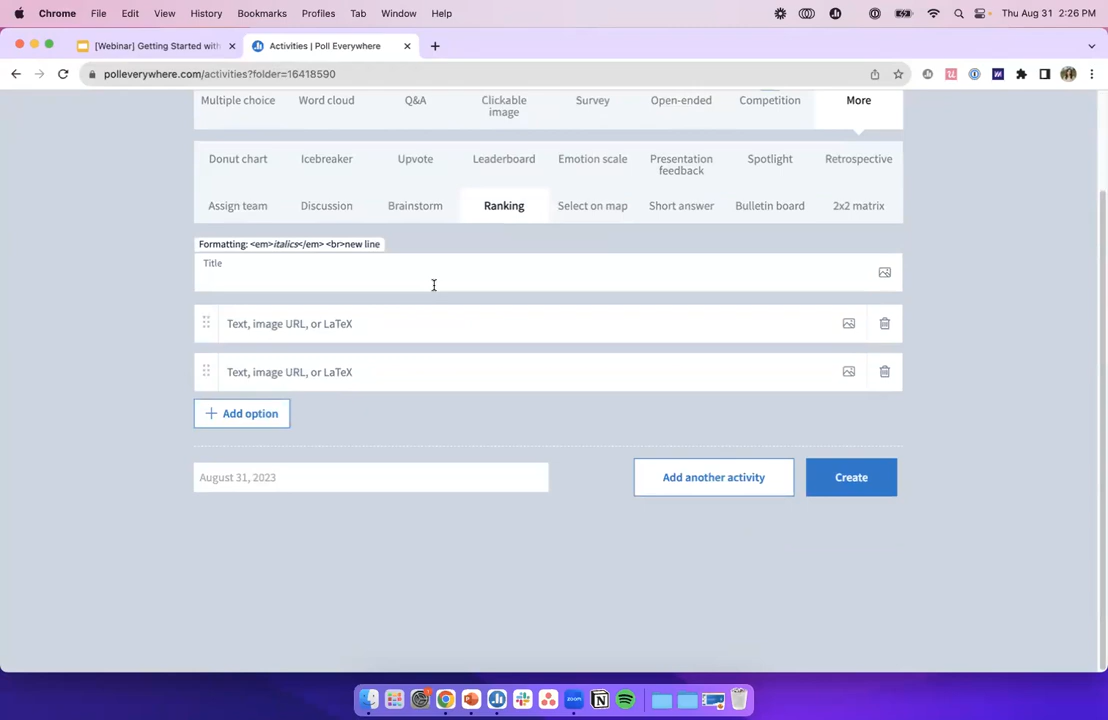 Chrome File Edit View History Bookmarks Profiles Tab Window Help Thu Aug 31 2:26 PM
[Webinar] Getting Started with Activities | Poll Everywhere
polleverywhere.com/activities?folder=16418590
Multiple choice Word cloud Q&A Clickable image Survey Open-ended Competition More
Donut chart Icebreaker Upvote Leaderboard Emotion scale Presentation feedback Spotlight Retrospective
Assign team Discussion Brainstorm Ranking Select on map Short answer Bulletin board 2x2 matrix
Formatting: <em>italics</em> <br>new line
Title
Text, image URL, or LaTeX
Text, image URL, or LaTeX
Add option
August 31, 2023 Add another activity Create
zoom